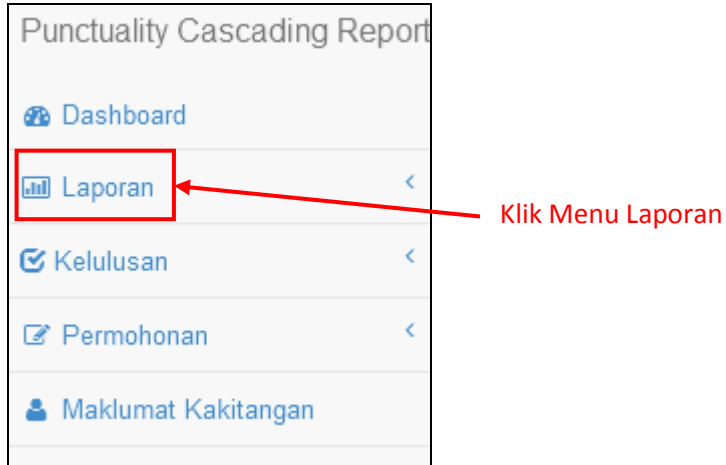 Punctuality Cascading Report
Dashboard
Laporan
Klik Menu Laporan
Kelulusan
Permohonan
Maklumat Kakitangan